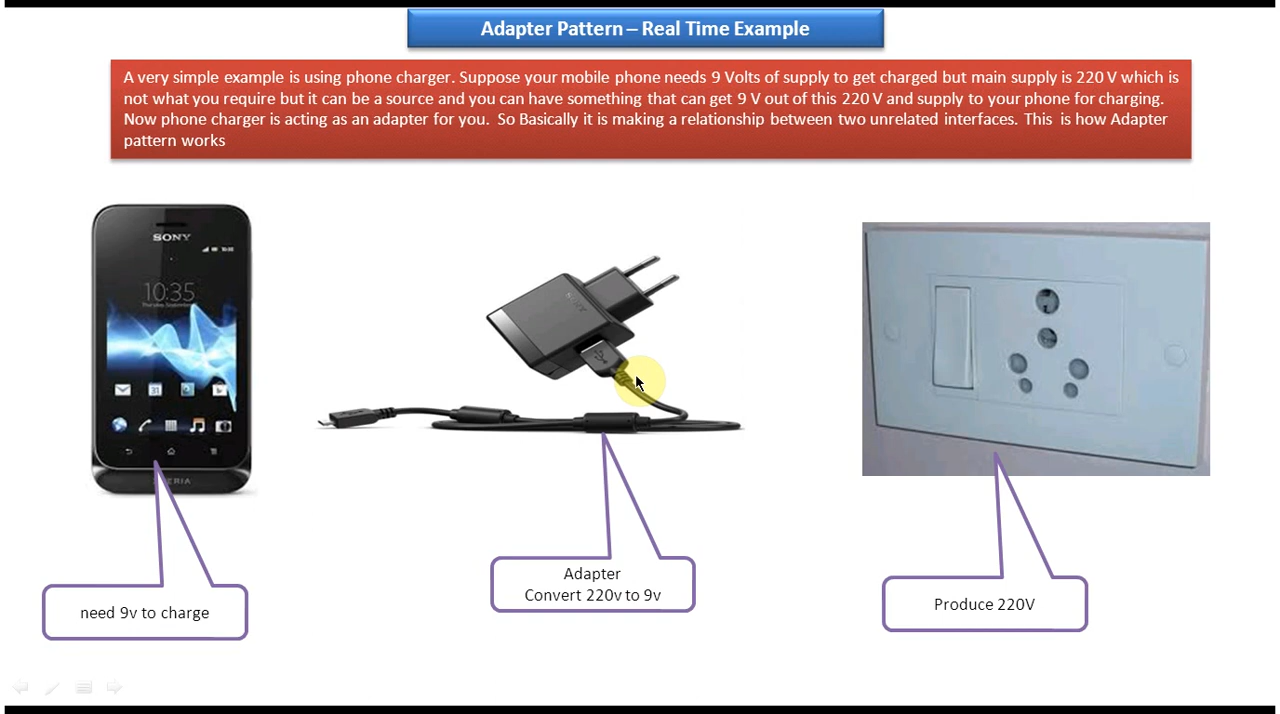 Adapter Pattern – Real Time Example
A very simple example is using phone charger. Suppose your mobile phone needs 9 Volts of supply to get charged but main supply is 220 V which is
not what you require but it can be a source and you can have something that can get 9 V out of this 220 V and supply to your phone for charging.
Now phone charger is acting as an adapter for you.  So Basically it is making a relationship between two unrelated interfaces. This  is how Adapter
pattern works
SONY
10:35
SONY
XPERIA
Adapter
Convert 220v to 9v
need 9v to charge
Produce 220V